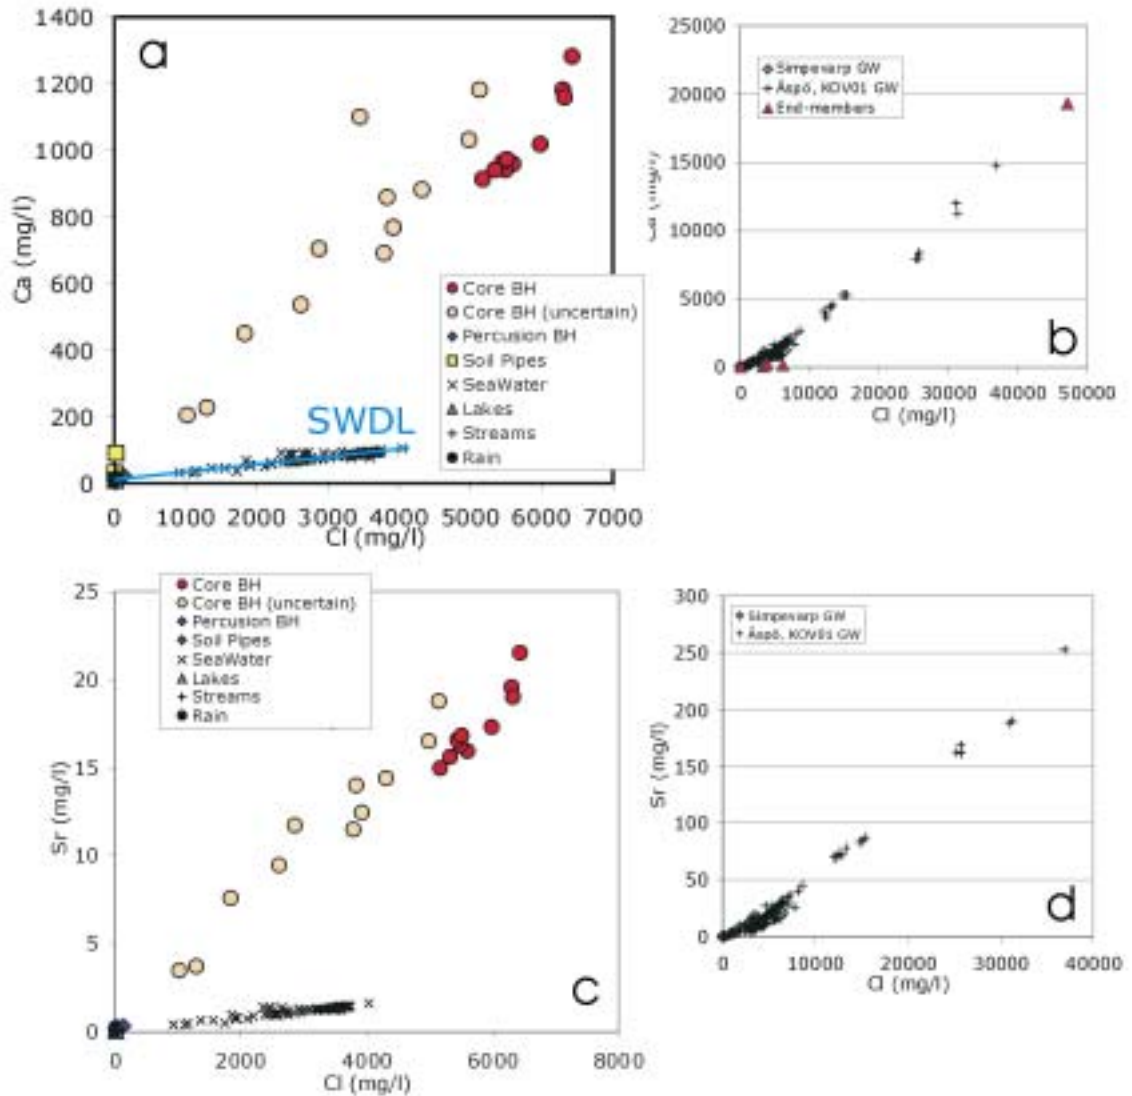 a
1400
1200
1000
800
600
400
200
0
Ca (mg/l)
0 1000 2000 3000 4000 5000 6000 7000
Cl (mg/l)
SWDL
Core BH
Core BH (uncertain)
Percusion BH
Soil Pipes
SeaWater
Lakes
Streams
Rain
b
25000
20000
15000
10000
5000
0
0 10000 20000 30000 40000 50000
Cl (mg/l)
Simpevarp GW
Äspö, KOV01 GW
End-members
Core BH
Core BH (uncertain)
Percusion BH
Soil Pipes
SeaWater
Lakes
Streams
Rain
25
20
15
10
5
0
Sr (mg/l)
0 2000 4000 6000 8000
Cl (mg/l)
c
300
250
200
150
100
50
0
Sr (mg/l)
0 10000 20000 30000 40000
Cl (mg/l)
Simpevarp GW
Äspö, KOV01 GW
d